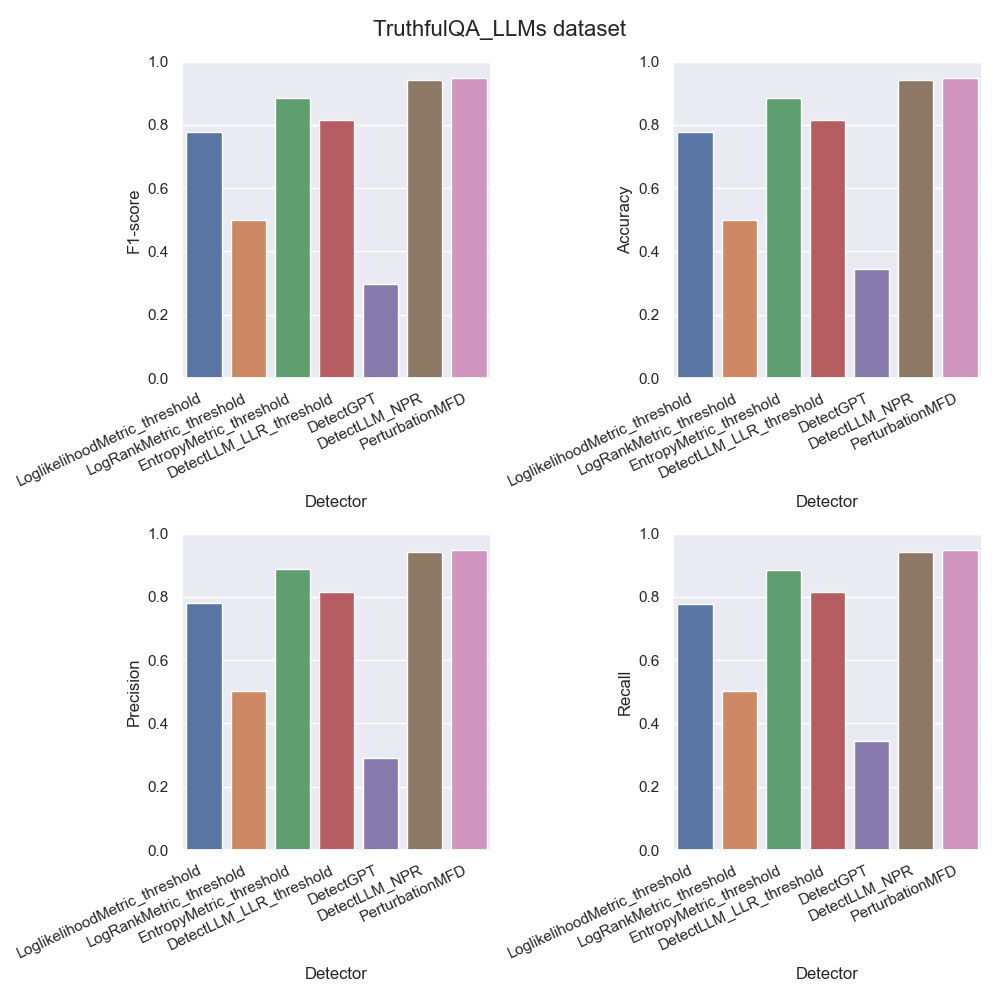 TruthfulQA_LLMs dataset
1.0
0.8
0.6
0.4
0.2
0.0
F1-score
LoglikelihoodMetric_threshold
LogRankMetric_threshold
EntropyMetric_threshold
DetectLLM_LLR_threshold
DetectGPT
DetectLLM_NPR
PerturbationMFD
Detector
1.0
0.8
0.6
0.4
0.2
0.0
Accuracy
LoglikelihoodMetric_threshold
LogRankMetric_threshold
EntropyMetric_threshold
DetectLLM_LLR_threshold
DetectGPT
DetectLLM_NPR
PerturbationMFD
Detector
1.0
0.8
0.6
0.4
0.2
0.0
Precision
LoglikelihoodMetric_threshold
LogRankMetric_threshold
EntropyMetric_threshold
DetectLLM_LLR_threshold
DetectGPT
DetectLLM_NPR
PerturbationMFD
Detector
1.0
0.8
0.6
0.4
0.2
0.0
Recall
LoglikelihoodMetric_threshold
LogRankMetric_threshold
EntropyMetric_threshold
DetectLLM_LLR_threshold
DetectGPT
DetectLLM_NPR
PerturbationMFD
Detector